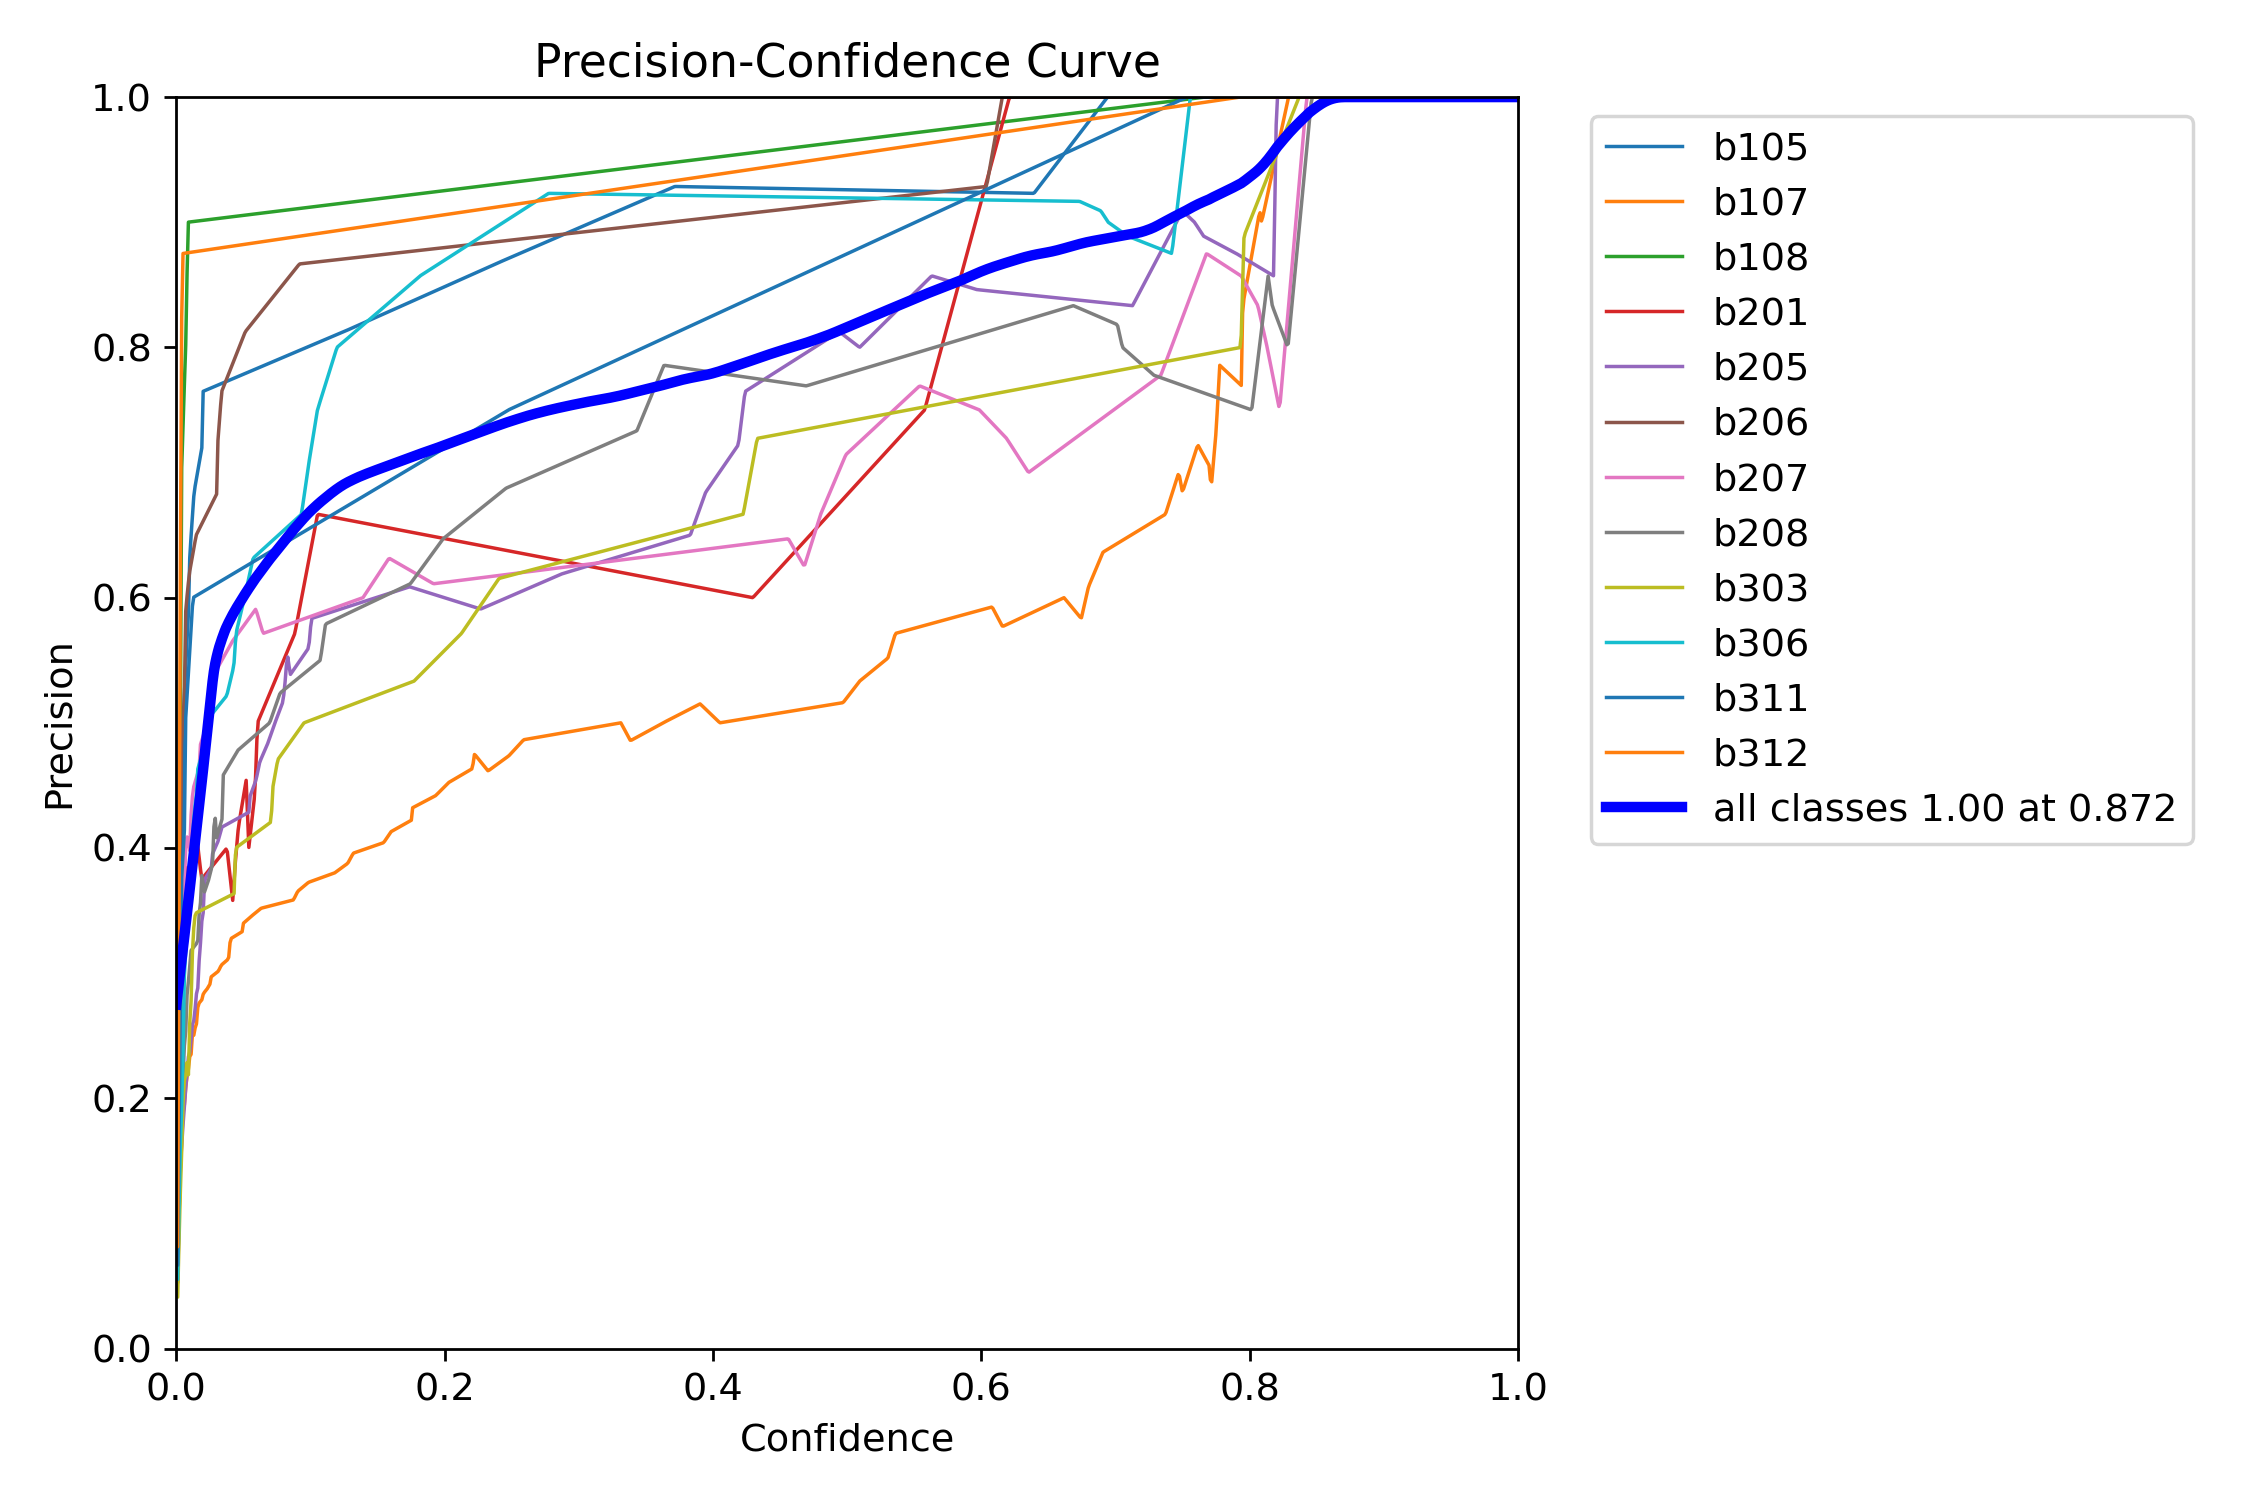 Precision-Confidence Curve
1.0
0.8
0.6
0.4
0.2
0.0
Precision
0.0 0.2 0.4 0.6 0.8 1.0
Confidence
b105
b107
b108
b201
b205
b206
b207
b208
b303
b306
b311
b312
all classes 1.00 at 0.872